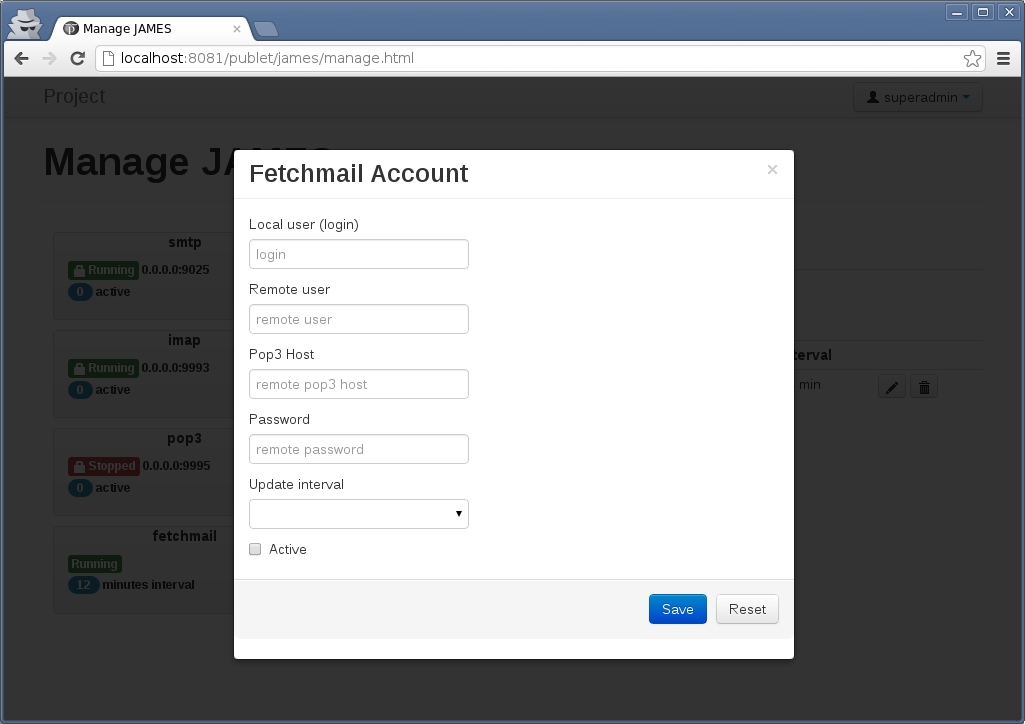 Manage JAMES
localhost:8081/publet/james/manage.html
Project
superadmin
Manage JAMES
Fetchmail Account
×
Local user (login)
login
Remote user
remote user
Pop3 Host
remote pop3 host
Password
remote password
Update interval
Active
Save
Reset
smtp
Running 0.0.0.0:9025
0 active
imap
Running 0.0.0.0:9993
0 active
pop3
Stopped 0.0.0.0:9995
0 active
fetchmail
Running
12 minutes interval
terval
min